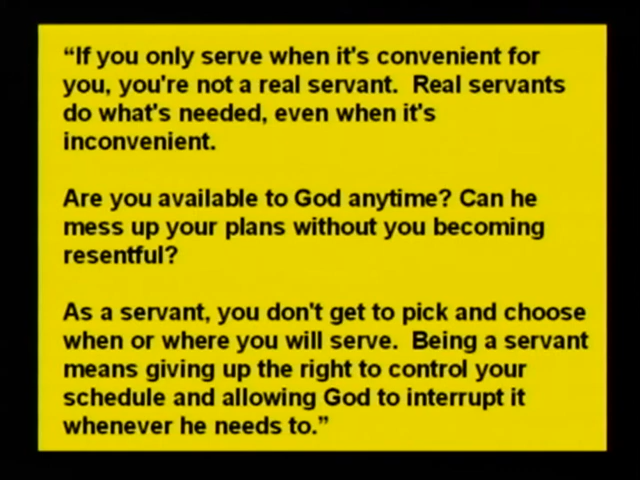 “If you only serve when it's convenient for
you, you're not a real servant.  Real servants
do what's needed, even when it's
inconvenient.

Are you available to God anytime? Can he
mess up your plans without you becoming
resentful?

As a servant, you don't get to pick and choose
when or where you will serve.  Being a servant
means giving up the right to control your
schedule and allowing God to interrupt it
whenever he needs to.”